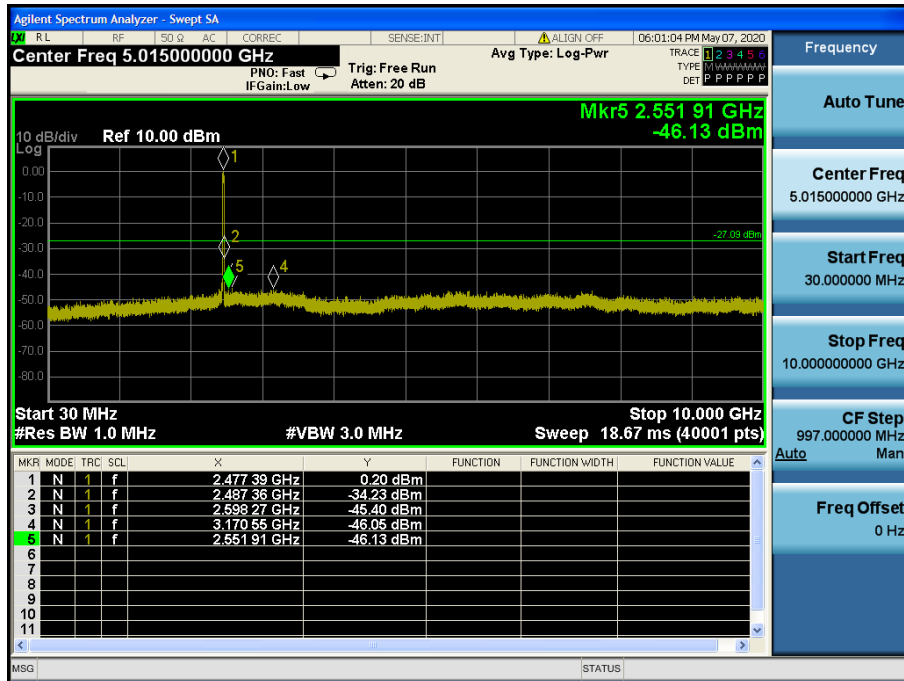 Agilent Spectrum Analyzer - Swept SA
LXI RL RF 50 Ω AC CORREC SENSE:INT ALIGN OFF 06:01:04 PM May 07, 2020
Center Freq 5.015000000 GHz
PNO: Fast
IFGain:Low
Trig: Free Run
Atten: 20 dB
Avg Type: Log-Pwr
TRACE 1 2 3 4 5 6
TYPE M WWWWW
DET P P P P P P
Mkr5 2.551 91 GHz
-46.13 dBm
10 dB/div Ref 10.00 dBm
Log
1
0.00
-10.0
-20.0
2
-27.09 dBm
-30.0
5
4
-40.0
-50.0
-60.0
-70.0
-80.0
Start 30 MHz Stop 10.000 GHz
#Res BW 1.0 MHz #VBW 3.0 MHz Sweep 18.67 ms (40001 pts)
MKR MODE TRC SCL X Y FUNCTION FUNCTION WIDTH FUNCTION VALUE
1 N 1 f 2.477 39 GHz 0.20 dBm
2 N 1 f 2.487 36 GHz -34.23 dBm
3 N 1 f 2.598 27 GHz -45.40 dBm
4 N 1 f 3.170 55 GHz -46.05 dBm
5 N 1 f 2.551 91 GHz -46.13 dBm
6
7
8
9
10
11
MSG STATUS
Frequency
Auto Tune
Center Freq
5.015000000 GHz
Start Freq
30.000000 MHz
Stop Freq
10.000000000 GHz
CF Step
997.000000 MHz
Auto Man
Freq Offset
0 Hz